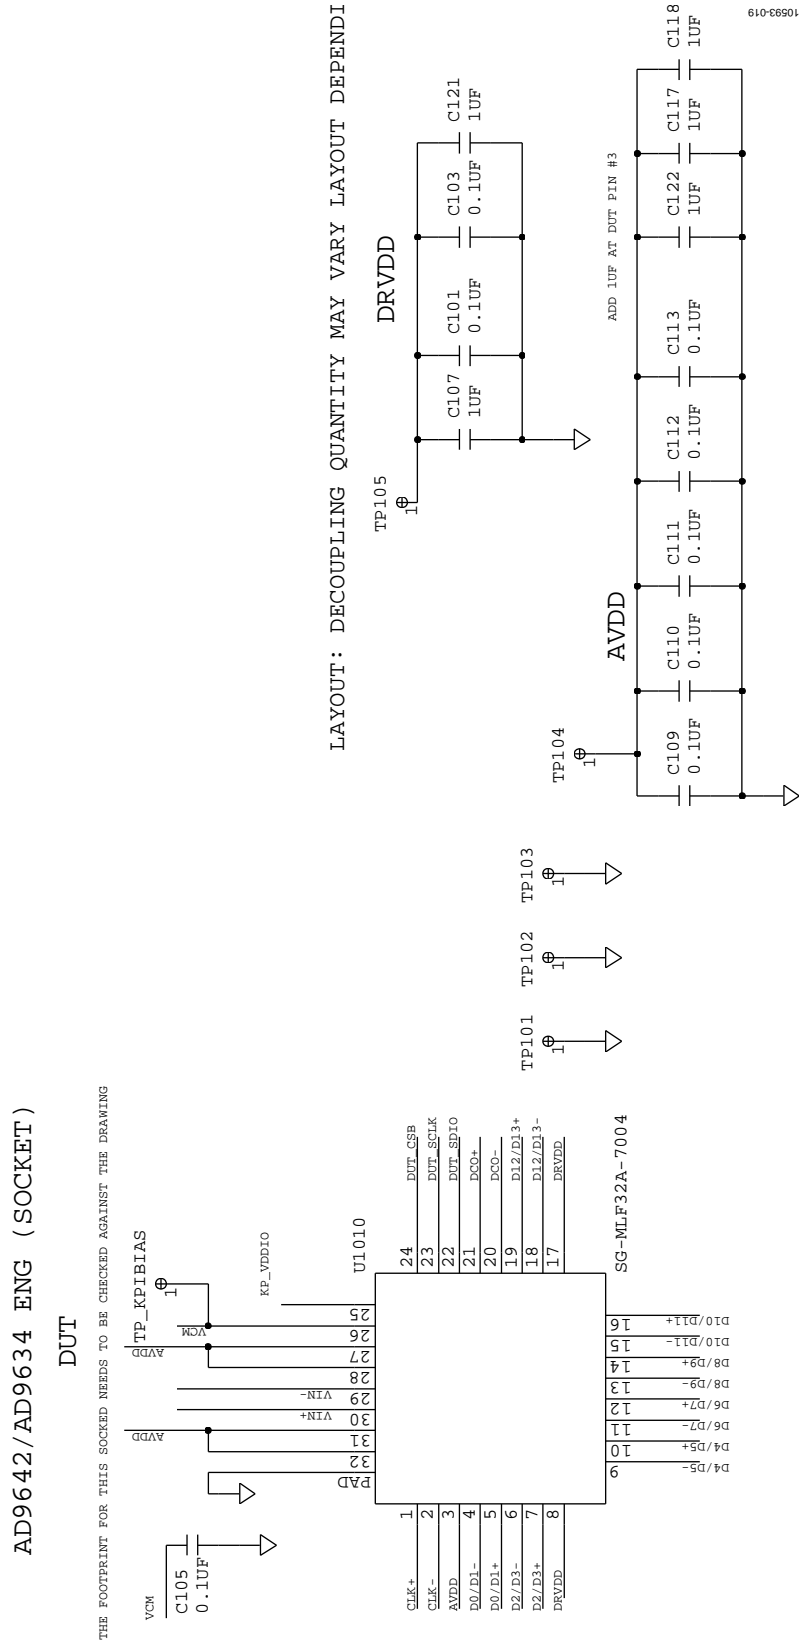 AD9642/AD9634 ENG (SOCKET)
DUT
THE FOOTPRINT FOR THIS SOCKED NEEDS TO BE CHECKED AGAINST THE DRAWING
VCM
C105
0.1UF
AVDD
AVDD
VIN+
VIN-
VCM
TP_KPIBIAS
1
KP_VDDIO
PAD
32
31
30
29
28
27
26
25
U1010
CLK+
1
CLK-
2
AVDD
3
D0/D1-
4
D0/D1+
5
D2/D3-
6
D2/D3+
7
DRVDD
8
24
DUT_CSB
23
DUT_SCLK
22
DUT_SDIO
21
DCO+
20
DCO-
19
D12/D13+
18
D12/D13-
17
DRVDD
SG-MLF32A-7004
9
D4/D5-
10
D4/D5+
11
D6/D7-
12
D6/D7+
13
D8/D9-
14
D8/D9+
15
D10/D11-
16
D10/D11+
TP101
1
TP102
1
TP103
1
LAYOUT: DECOUPLING QUANTITY MAY VARY LAYOUT DEPENDI
DRVDD
TP105
1
C107
1UF
C101
0.1UF
C103
0.1UF
C121
1UF
AVDD
ADD 1UF AT DUT PIN #3
TP104
1
C109
0.1UF
C110
0.1UF
C111
0.1UF
C112
0.1UF
C113
0.1UF
C122
1UF
C117
1UF
C118
1UF
10593-019